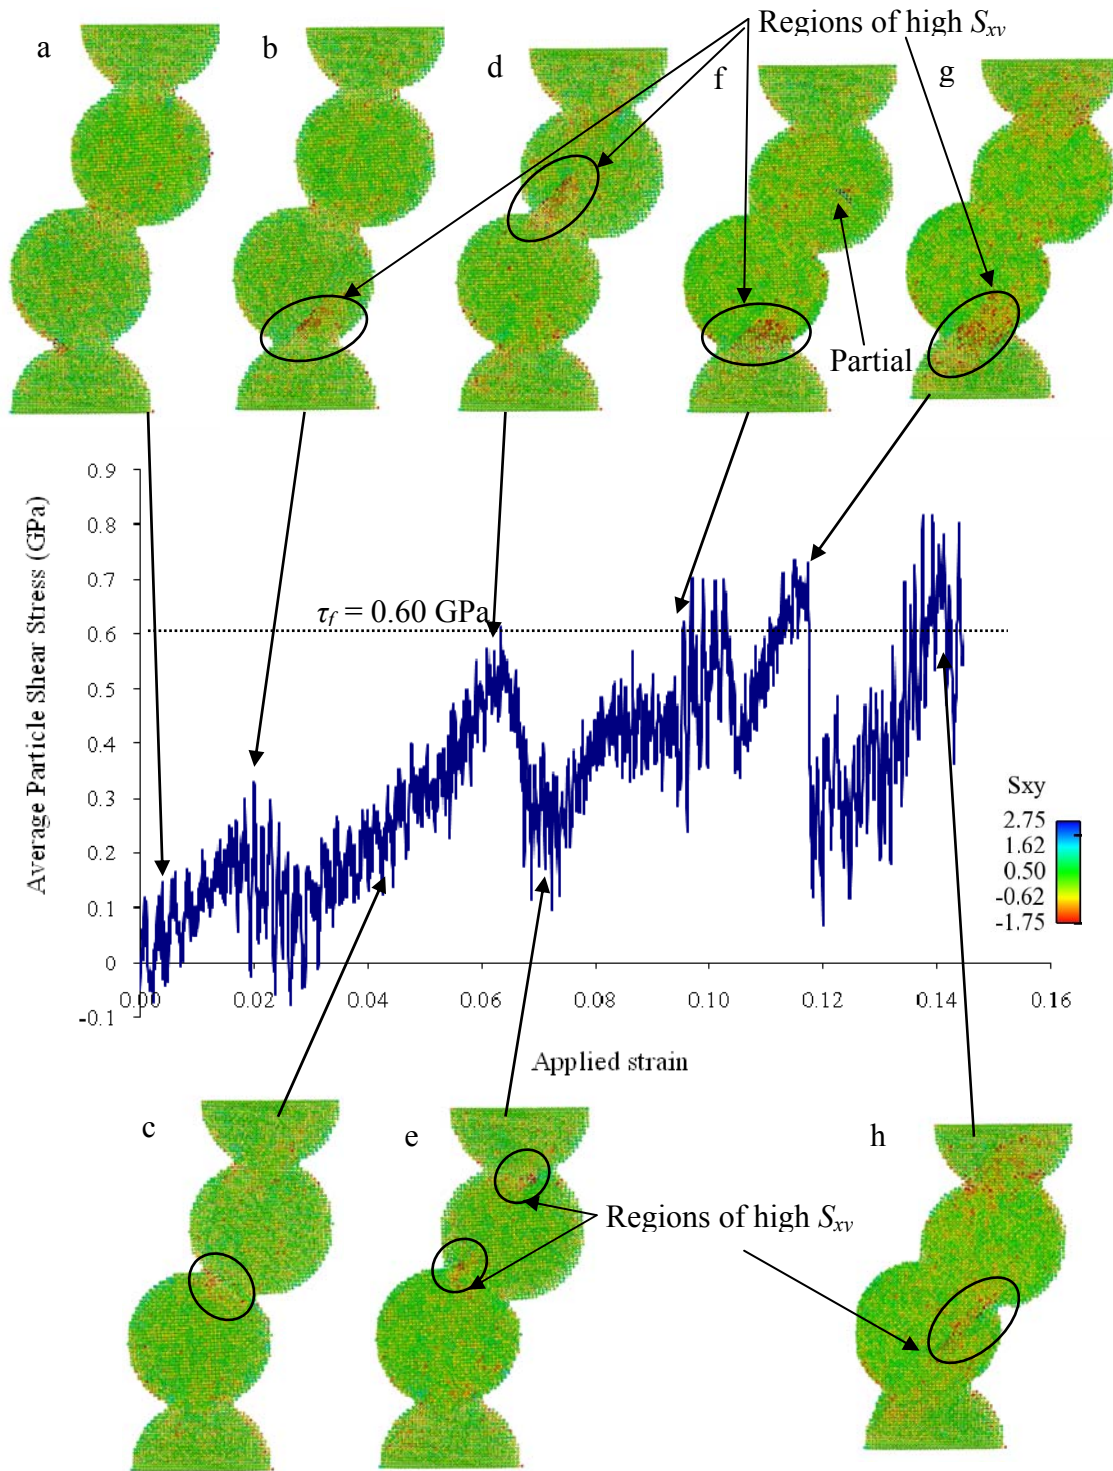 Regions of high Sxy
a
b
d
f
g
Partial
Average Particle Shear Stress (GPa)
0.9
0.8
0.7
0.6
0.5
0.4
0.3
0.2
0.1
0
-0.1
τf = 0.60 GPa
0.00
0.02
0.04
0.06
0.08
0.10
0.12
0.14
0.16
Applied strain
Sxy
2.75
1.62
0.50
-0.62
-1.75
c
e
h
Regions of high Sxy